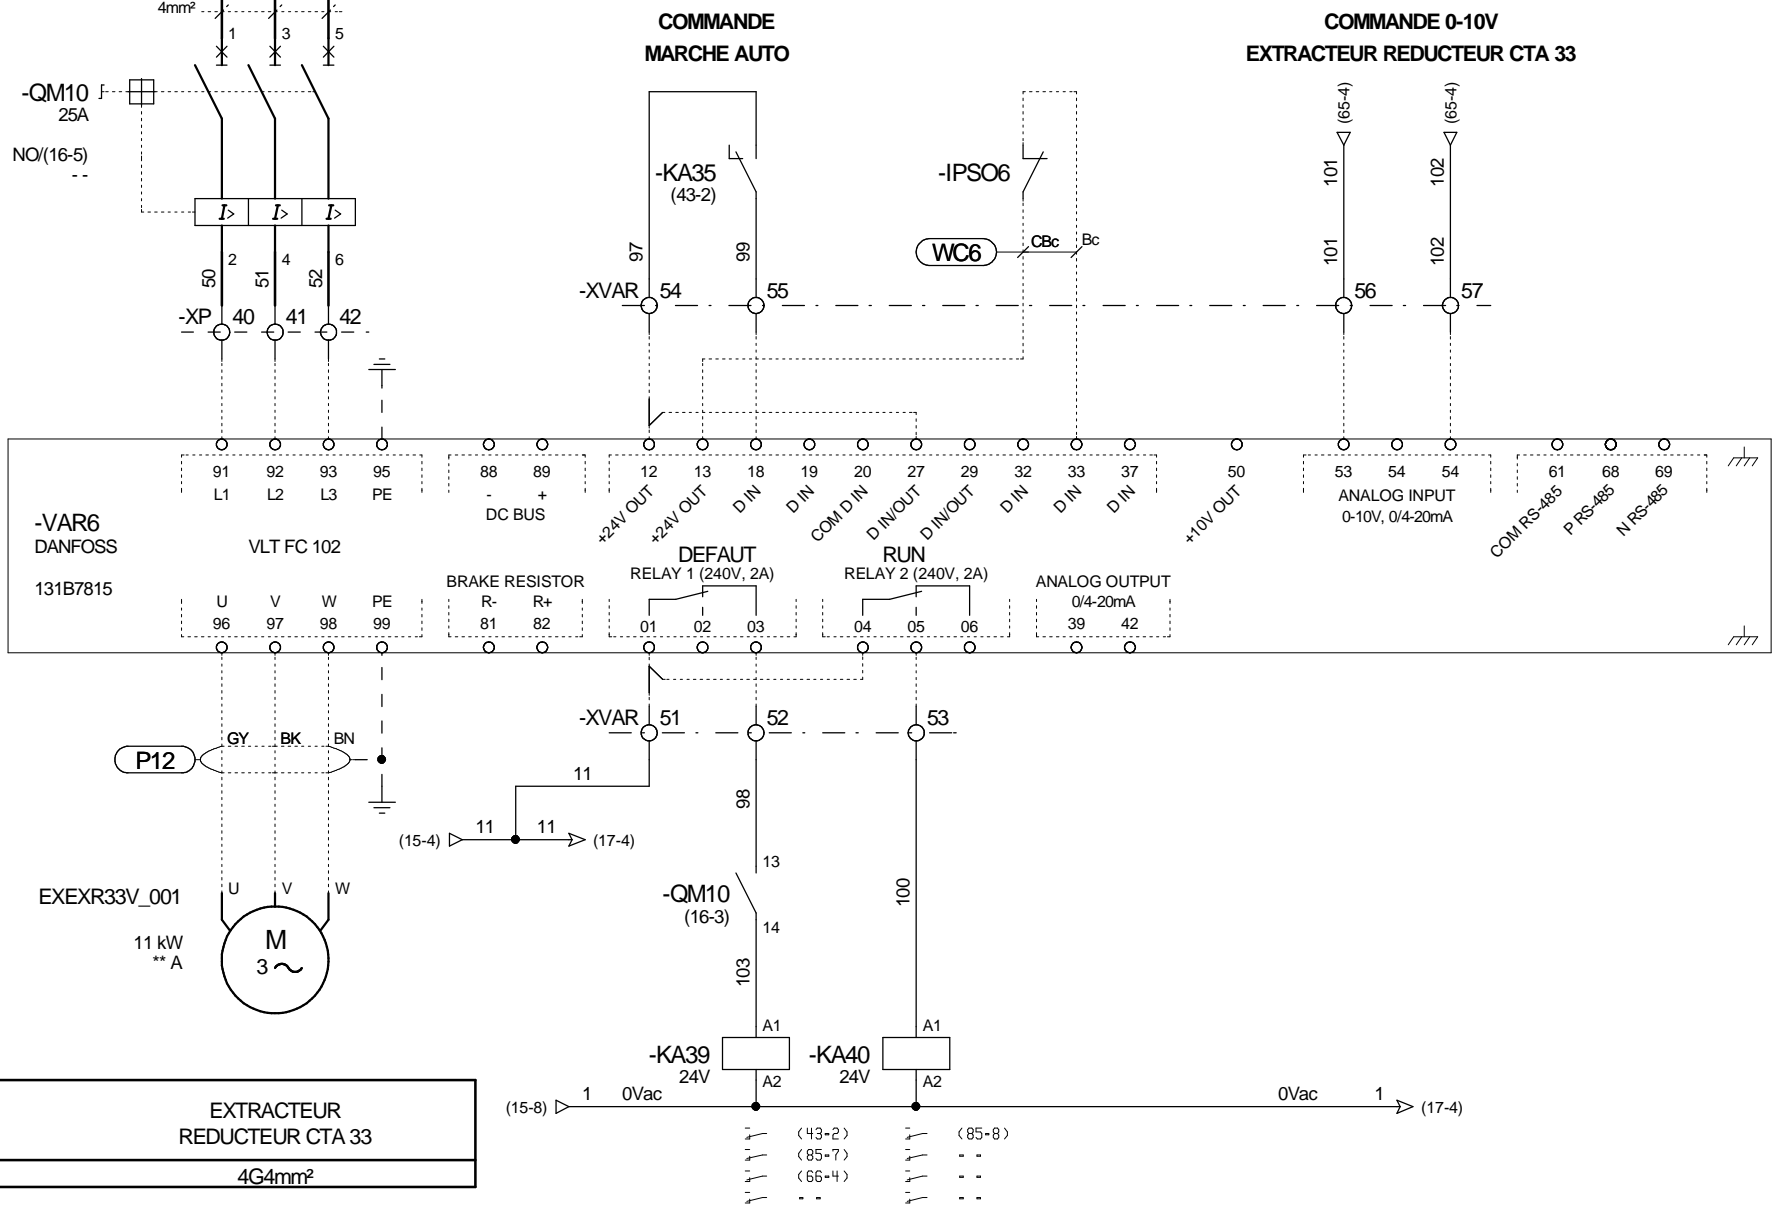 4mm²
1 3 5
COMMANDE
MARCHE AUTO
COMMANDE 0-10V
EXTRACTEUR REDUCTEUR CTA 33
-QM10
25A
NO/(16-5)
- -
I> I> I>
2 4 6
50 51 52
-XP 40 41 42
-KA35
(43-2)
97 99
-IPSO6
WC6 CBc Bc
(65-4) (65-4)
101 102
101 102
-XVAR 54 55 56 57
91 92 93 95 88 89 12 13 18 19 20 27 29 32 33 37 50 53 54 54 61 68 69
L1 L2 L3 PE - +
DC BUS
+24V OUT
+24V OUT
D IN
D IN
COM D IN
D IN/OUT
D IN/OUT
D IN
D IN
D IN
+10V OUT
ANALOG INPUT
0-10V, 0/4-20mA
COM RS-485
P RS-485
N RS-485
-VAR6
DANFOSS
131B7815
VLT FC 102
DEFAUT
RELAY 1 (240V, 2A)
RUN
RELAY 2 (240V, 2A)
BRAKE RESISTOR
R- R+
81 82
ANALOG OUTPUT
0/4-20mA
39 42
U V W PE
96 97 98 99
01 02 03 04 05 06
-XVAR 51 52 53
P12 GY BK BN
11
(15-4) 11 11 (17-4)
98
13
-QM10
(16-3)
14
100
103
EXEXR33V_001
U V W
11 kW
** A
M
3
A1 A1
-KA39
24V
-KA40
24V
A2 A2
(15-8) 1 0Vac 0Vac 1 (17-4)
(43-2) (85-8)
(85-7) - -
(66-4) - -
- - - -
EXTRACTEUR
REDUCTEUR CTA 33
4G4mm²